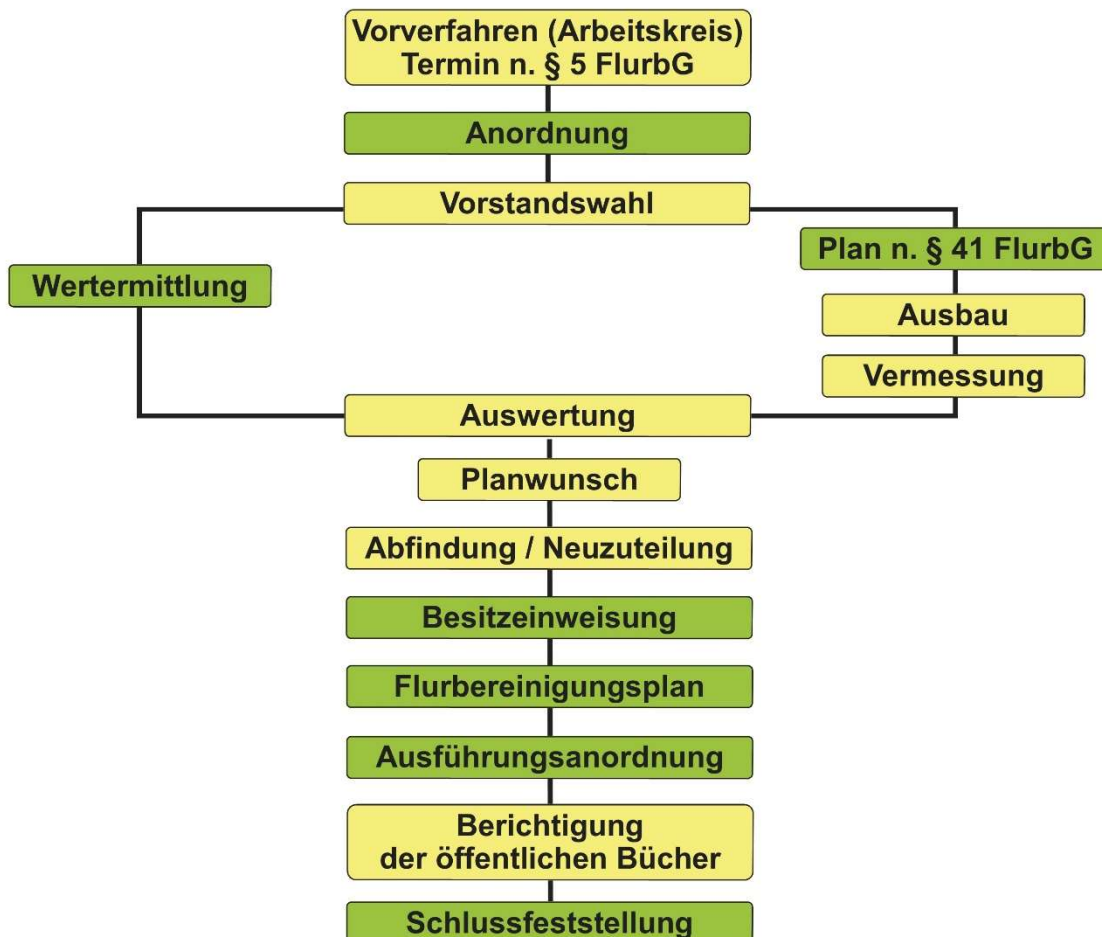 Vorverfahren (Arbeitskreis)
Termin n. § 5 FlurbG
Anordnung
Vorstandswahl
Wertermittlung
Plan n. § 41 FlurbG
Ausbau
Vermessung
Auswertung
Planwunsch
Abfindung / Neuzuteilung
Besitzeinweisung
Flurbereinigungsplan
Ausführungsanordnung
Berichtigung
der öffentlichen Bücher
Schlussfeststellung